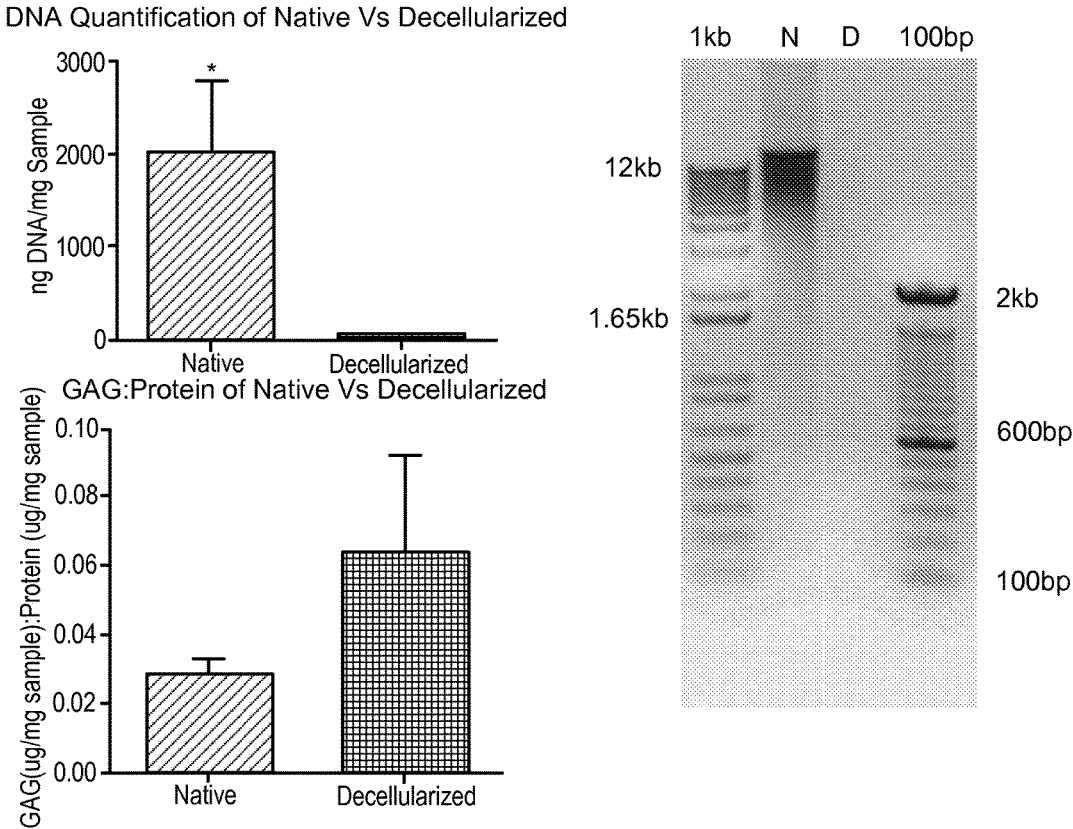 DNA Quantification of Native Vs Decellularized
ng DNA/mg Sample
3000
2000
1000
0
*
Native
Decellularized
GAG:Protein of Native Vs Decellularized
GAG(ug/mg sample):Protein (ug/mg sample)
0.10
0.08
0.06
0.04
0.02
0.00
Native
Decellularized
1kb N D 100bp
12kb
1.65kb
2kb
600bp
100bp